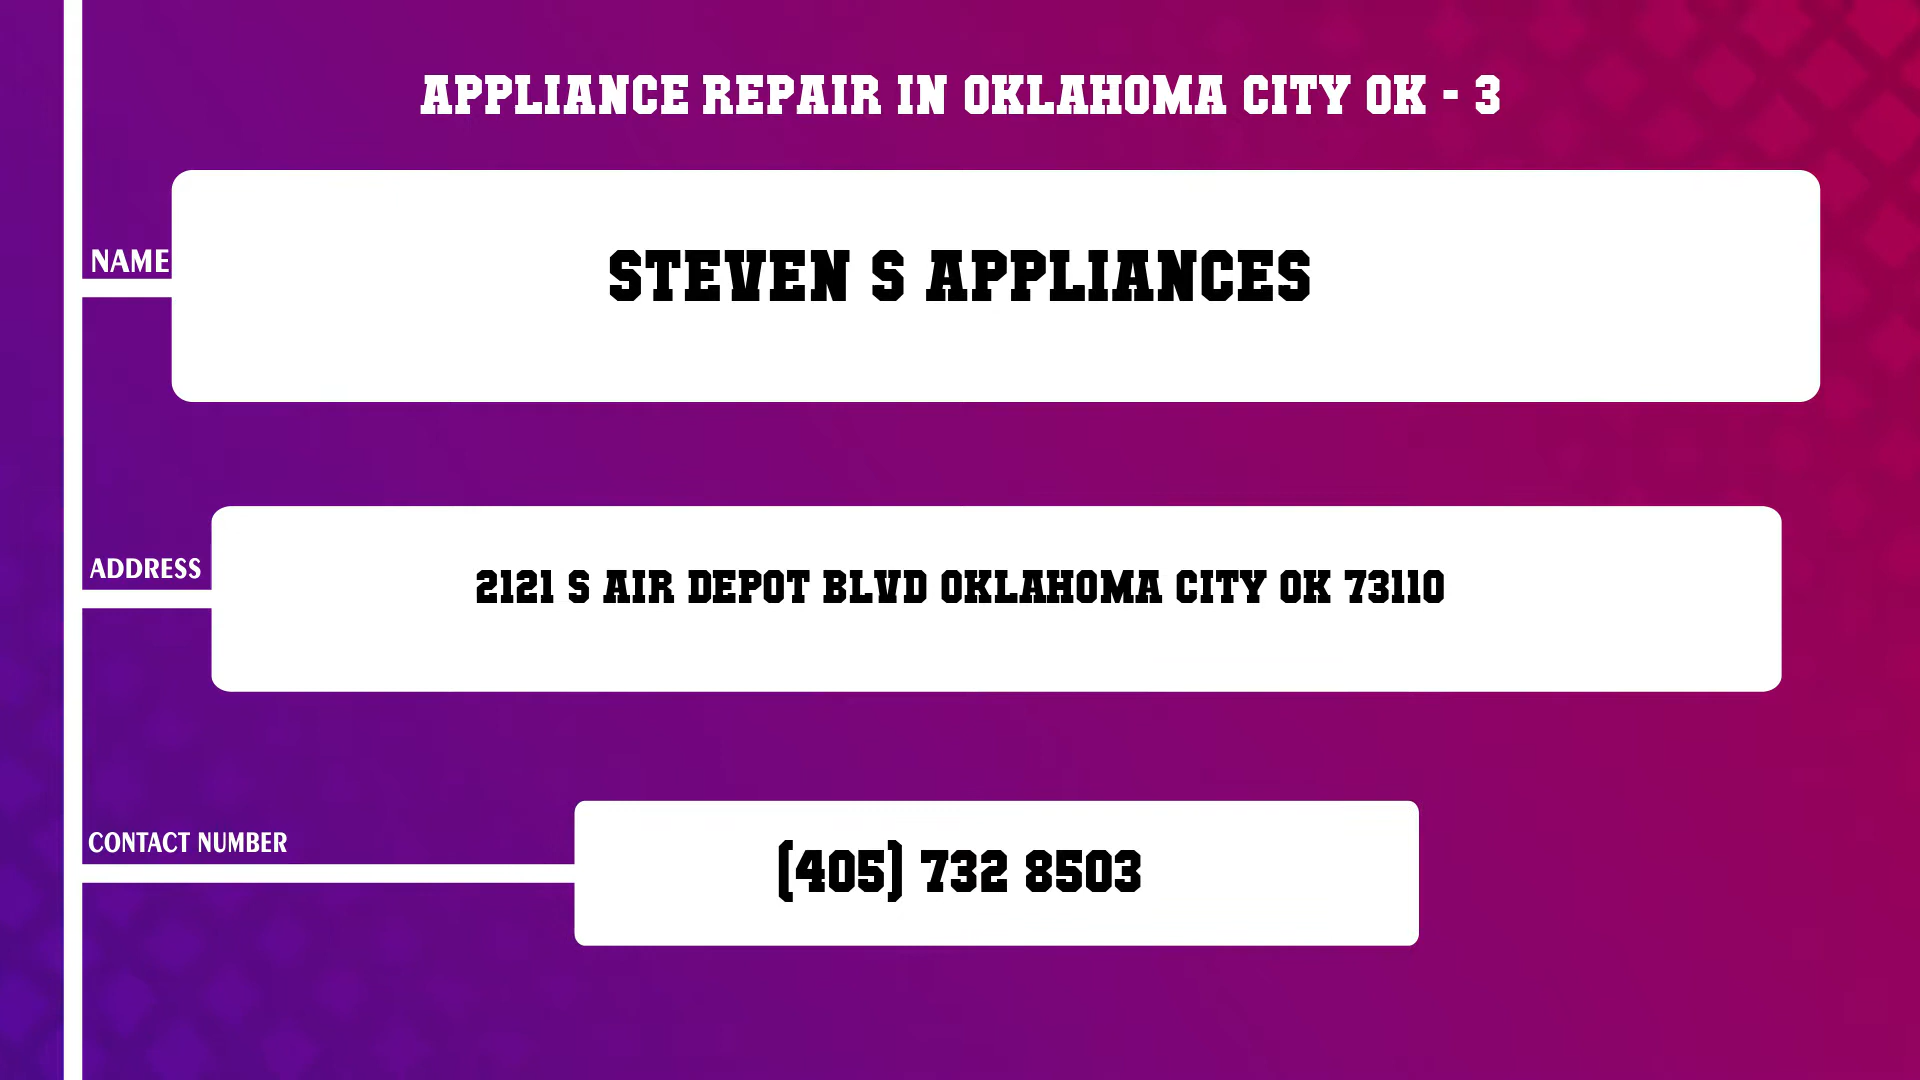 APPLIANCE REPAIR IN OKLAHOMA CITY OK - 3
NAME
STEVEN S APPLIANCES
ADDRESS
2121 S AIR DEPOT BLVD OKLAHOMA CITY OK 73110
CONTACT NUMBER
(405) 732 8503